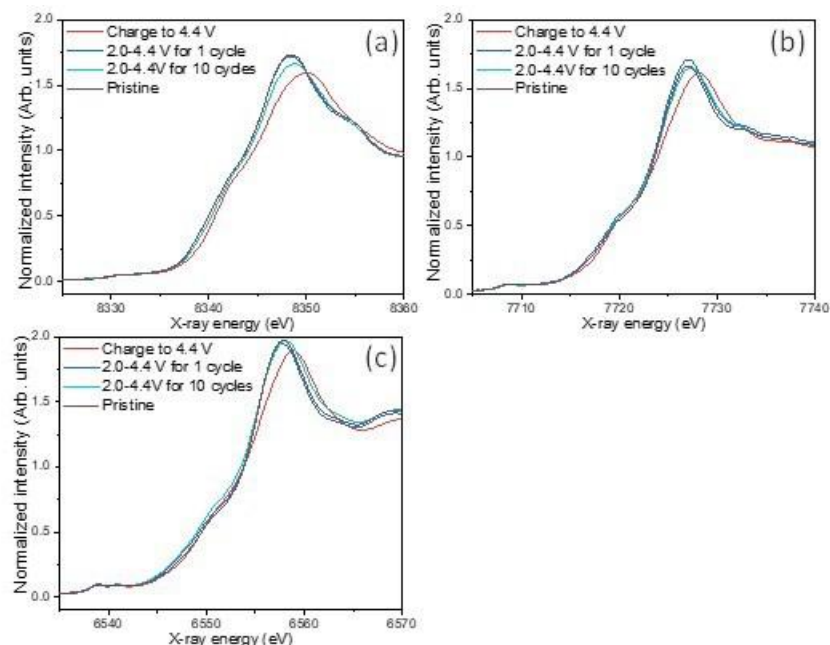 2.0
1.5
1.0
0.5
0.0
Normalized intensity (Arb. units)
Charge to 4.4 V
2.0-4.4 V for 1 cycle
2.0-4.4V for 10 cycles
Pristine
(a)
8330
8340
8350
8360
X-ray energy (eV)
2.0
1.5
1.0
0.5
0.0
Normalized intensity (Arb. units)
Charge to 4.4 V
2.0-4.4V for 1 cycle
2.0-4.4V for 10 cycles
Pristine
(b)
7710
7720
7730
7740
X-ray energy (eV)
2.0
1.5
1.0
0.5
0.0
Normalized intensity (Arb. units)
Charge to 4.4 V
2.0-4.4V for 1 cycle
2.0-4.4V for 10 cycles
Pristine
(c)
6540
6550
6560
6570
X-ray energy (eV)